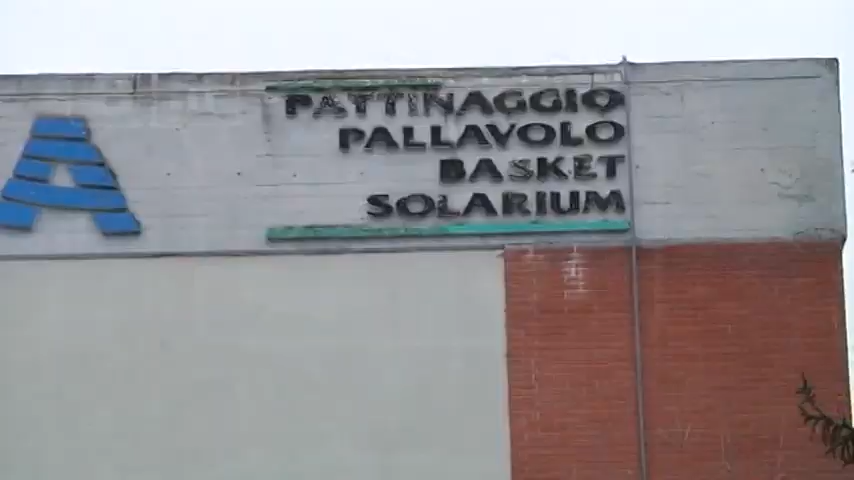 A
PATTINAGGIO
PALLAVOLO
BASKET
SOLARIUM